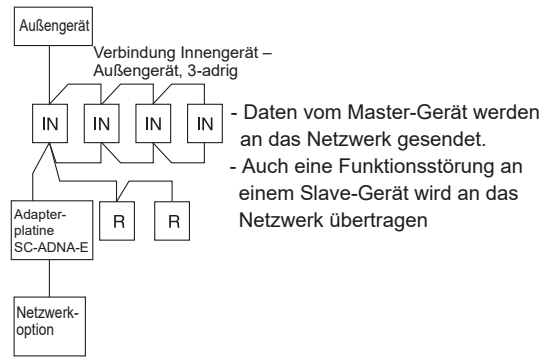 Außengerät
Verbindung Innengerät –
Außengerät, 3-adrig
IN IN IN IN
- Daten vom Master-Gerät werden
an das Netzwerk gesendet.
- Auch eine Funktionsstörung an
einem Slave-Gerät wird an das
Netzwerk übertragen
Adapter-
platine
SC-ADNA-E
R R
Netzwerk-
option